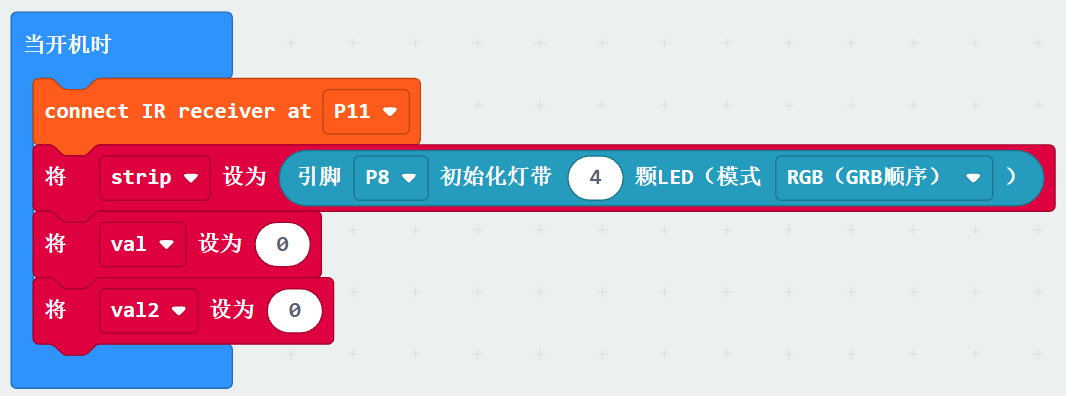 当开机时
connect IR receiver at P11
将 strip 设为 引脚 P8 初始化灯带 4 颗LED（模式 RGB（GRB顺序） ）
将 val 设为 0
将 val2 设为 0